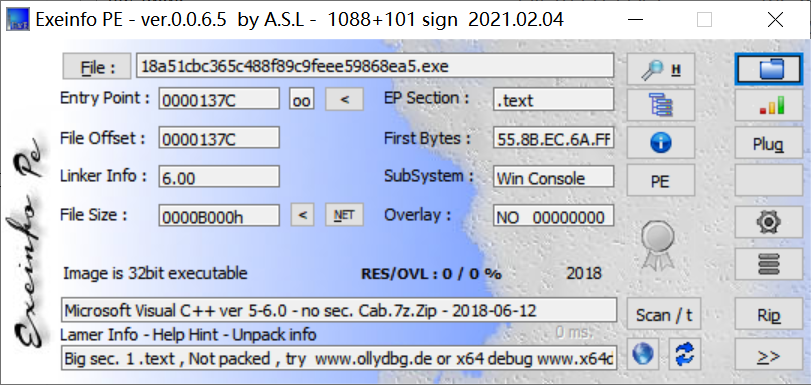 Exeinfo PE - ver.0.0.6.5 by A.S.L - 1088+101 sign 2021.02.04
File : 18a51cbc365c488f89c9feee59868ea5.exe H
Entry Point : 0000137C oo < EP Section : .text
File Offset : 0000137C First Bytes : 55.8B.EC.6A.FF Plug
Linker Info : 6.00 SubSystem : Win Console PE
File Size : 0000B000h < NET Overlay : NO 00000000
Image is 32bit executable RES/OVL : 0 / 0 % 2018
Microsoft Visual C++ ver 5-6.0 - no sec. Cab.7z.Zip - 2018-06-12 Scan / t Rip
Lamer Info - Help Hint - Unpack info 0 ms.
Big sec. 1 .text , Not packed , try www.ollydbg.de or x64 debug www.x64d >>
Exeinfo Pe